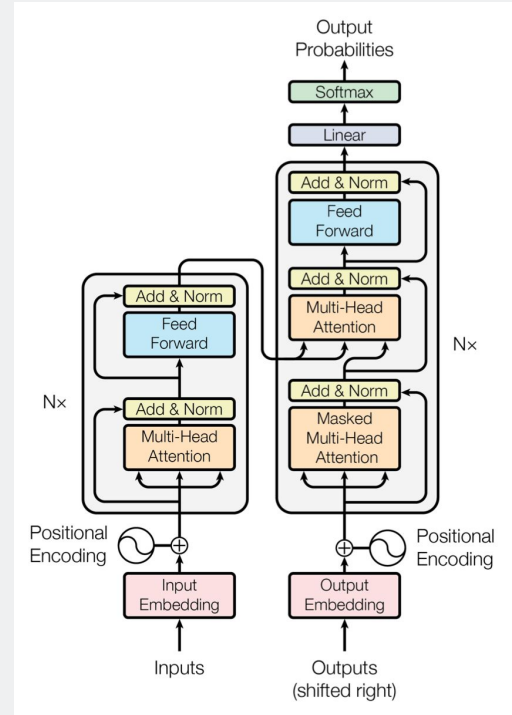 Output
Probabilities
Softmax
Linear
Add & Norm
Feed
Forward
Add & Norm
Multi-Head
Attention
Add & Norm
Masked
Multi-Head
Attention
N×
Add & Norm
Feed
Forward
Add & Norm
Multi-Head
Attention
N×
Positional
Encoding
Positional
Encoding
Input
Embedding
Output
Embedding
Inputs
Outputs
(shifted right)